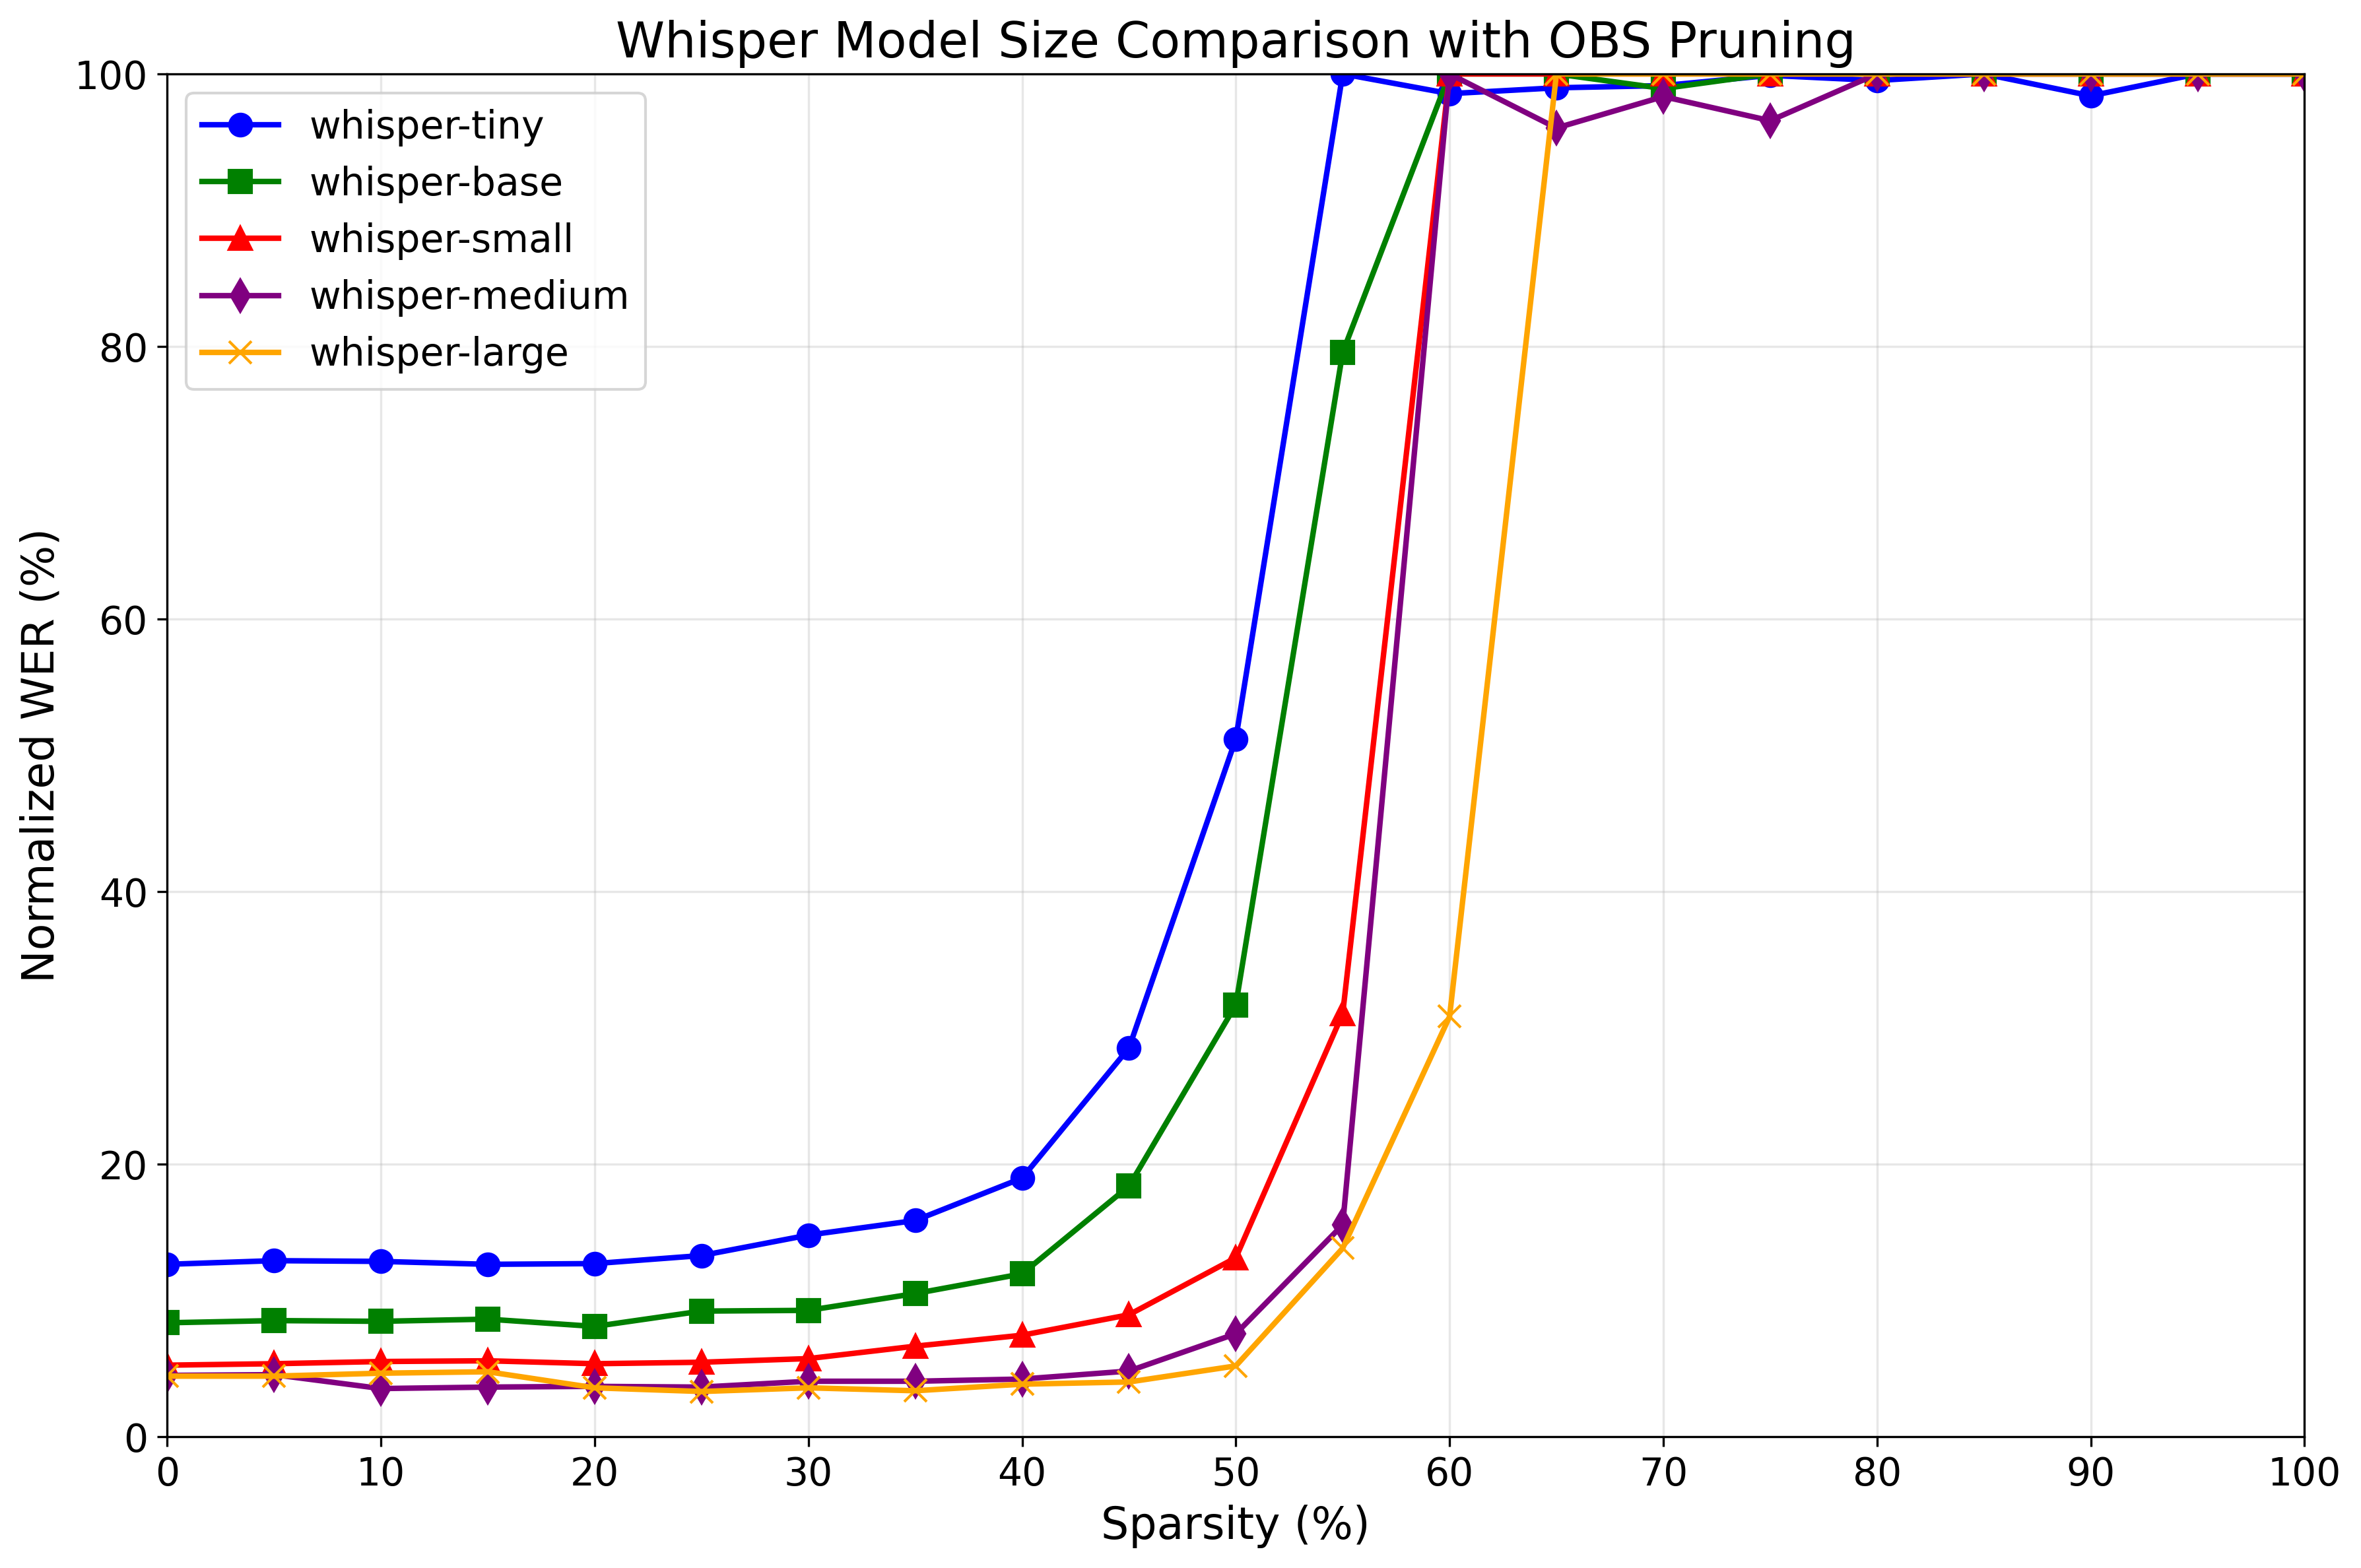 Whisper Model Size Comparison with OBS Pruning
100
80
60
40
20
0
Normalized WER (%)
whisper-tiny
whisper-base
whisper-small
whisper-medium
whisper-large
0 10 20 30 40 50 60 70 80 90 100
Sparsity (%)